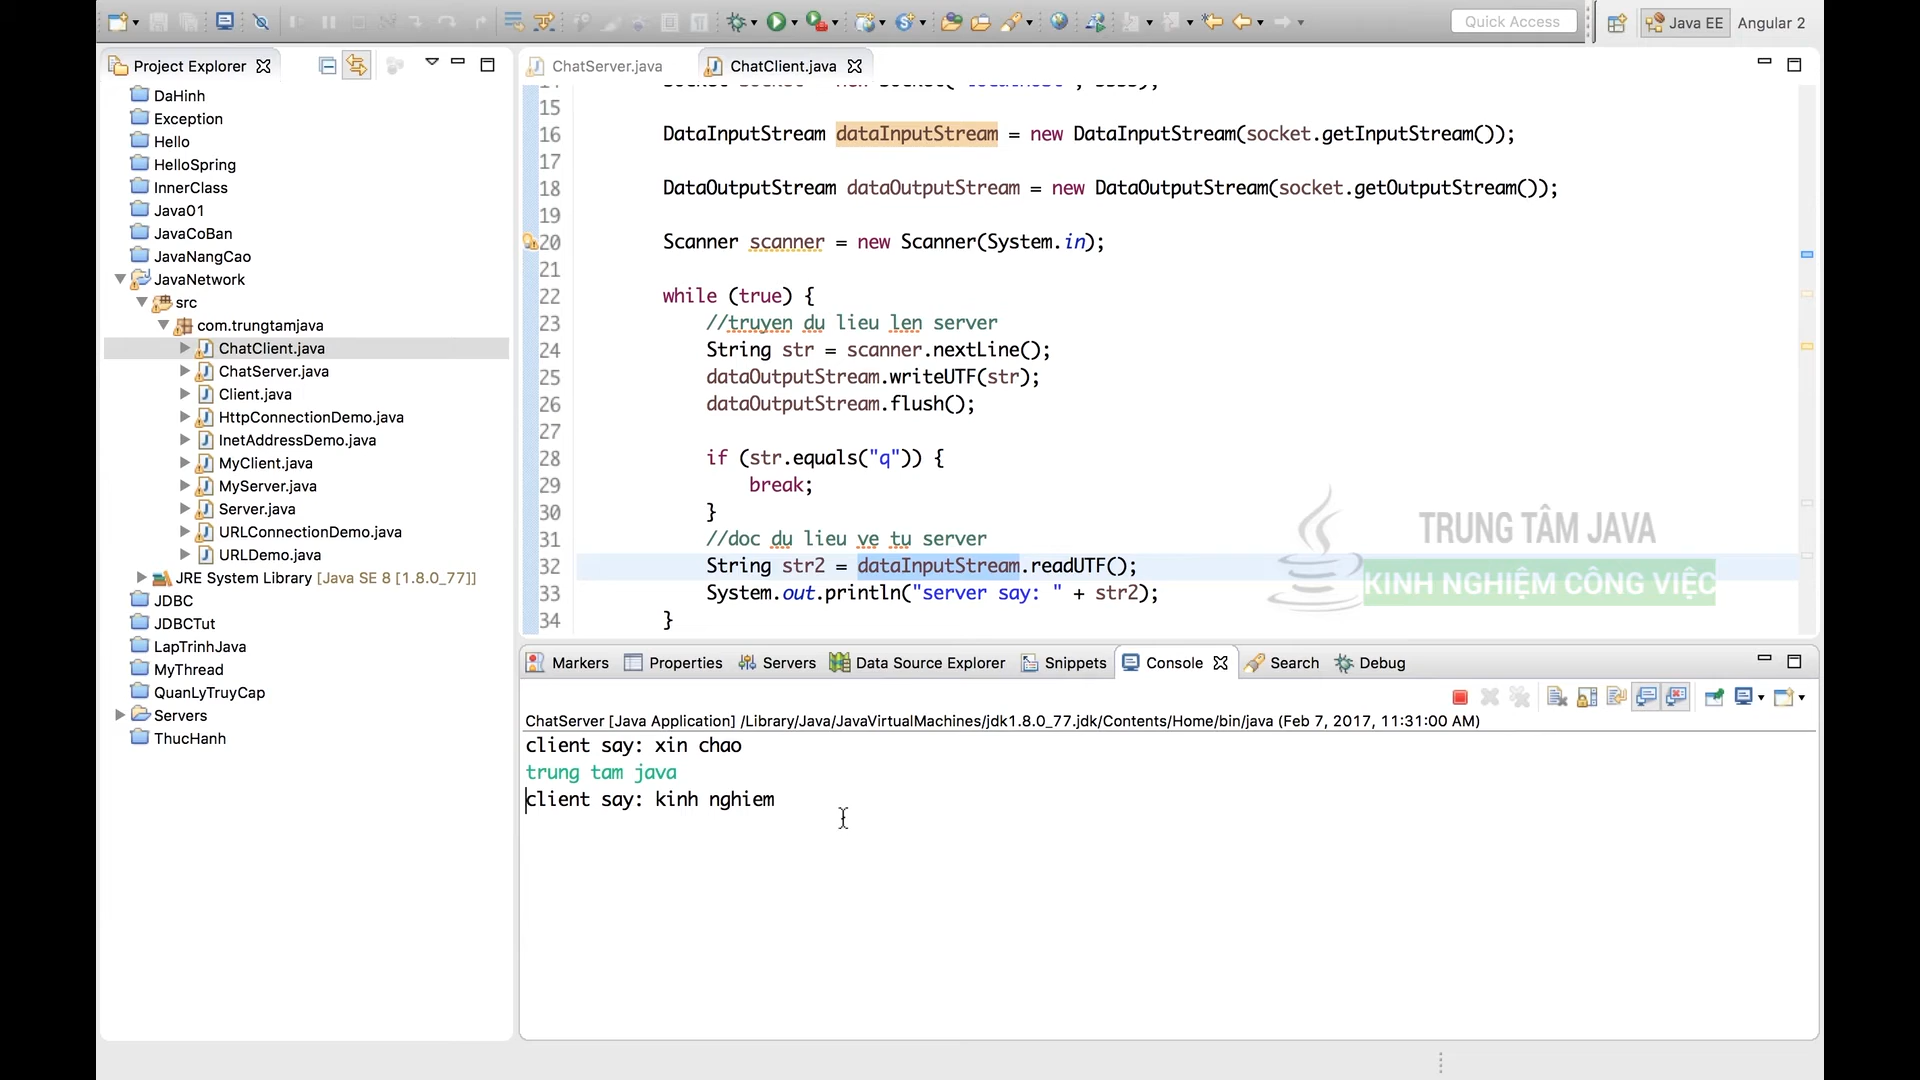 Quick Access
Java EE
Angular 2
Project Explorer
ChatServer.java
ChatClient.java
DaHinh
Exception
Hello
HelloSpring
InnerClass
Java01
JavaCoBan
JavaNangCao
JavaNetwork
src
com.trungtamjava
ChatClient.java
ChatServer.java
Client.java
HttpConnectionDemo.java
InetAddressDemo.java
MyClient.java
MyServer.java
Server.java
URLConnectionDemo.java
URLDemo.java
JRE System Library [Java SE 8 [1.8.0_77]]
JDBC
JDBCTut
LapTrinhJava
MyThread
QuanLyTruyCap
Servers
ThucHanh
15
16 DataInputStream dataInputStream = new DataInputStream(socket.getInputStream());
17
18 DataOutputStream dataOutputStream = new DataOutputStream(socket.getOutputStream());
19
20 Scanner scanner = new Scanner(System.in);
21
22 while (true) {
23 //truyen du lieu len server
24 String str = scanner.nextLine();
25 dataOutputStream.writeUTF(str);
26 dataOutputStream.flush();
27
28 if (str.equals("q")) {
29 break;
30 }
31 //doc du lieu ve tu server
32 String str2 = dataInputStream.readUTF();
33 System.out.println("server say: " + str2);
34 }
TRUNG TÂM JAVA
KINH NGHIỆM CÔNG VIỆC
Markers
Properties
Servers
Data Source Explorer
Snippets
Console
Search
Debug
ChatServer [Java Application] /Library/Java/JavaVirtualMachines/jdk1.8.0_77.jdk/Contents/Home/bin/java (Feb 7, 2017, 11:31:00 AM)
client say: xin chao
trung tam java
client say: kinh nghiem